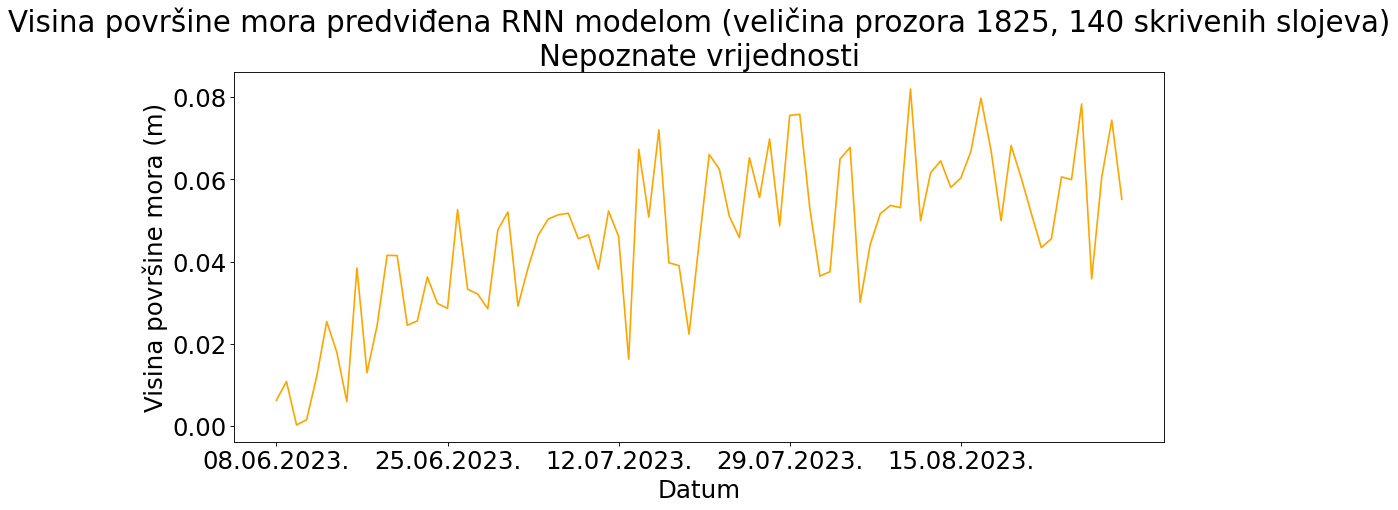 Visina površine mora predviđena RNN modelom (veličina prozora 1825, 140 skrivenih slojeva)
Nepoznate vrijednosti
Visina površine mora (m)
0.08
0.06
0.04
0.02
0.00
08.06.2023. 25.06.2023. 12.07.2023. 29.07.2023. 15.08.2023.
Datum